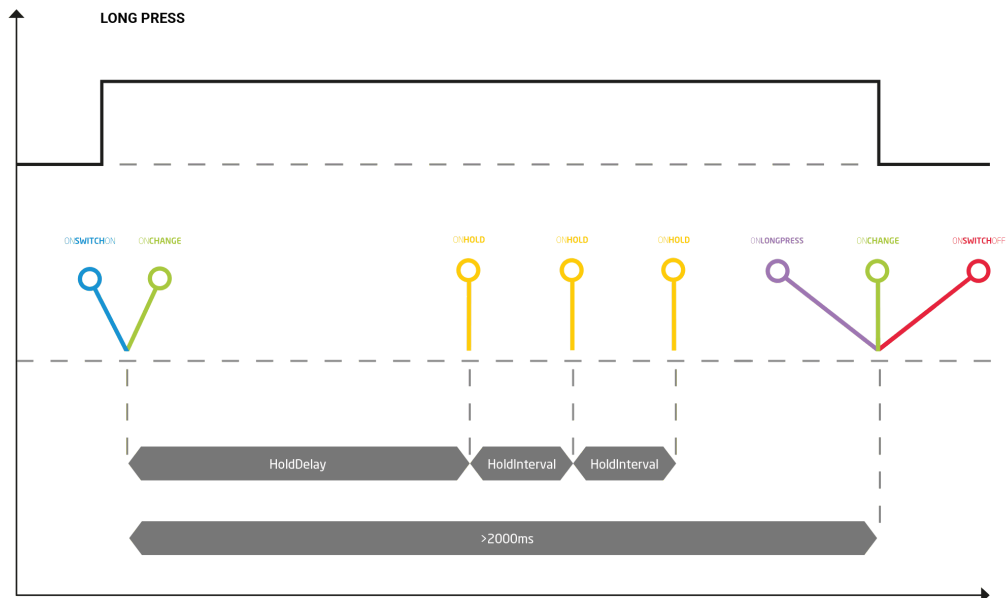 LONG PRESS
ONSWITCHON
ONCHANGE
ONHOLD
ONHOLD
ONHOLD
ONLONGPRESS
ONCHANGE
ONSWITCHOFF
HoldDelay
HoldInterval
HoldInterval
>2000ms